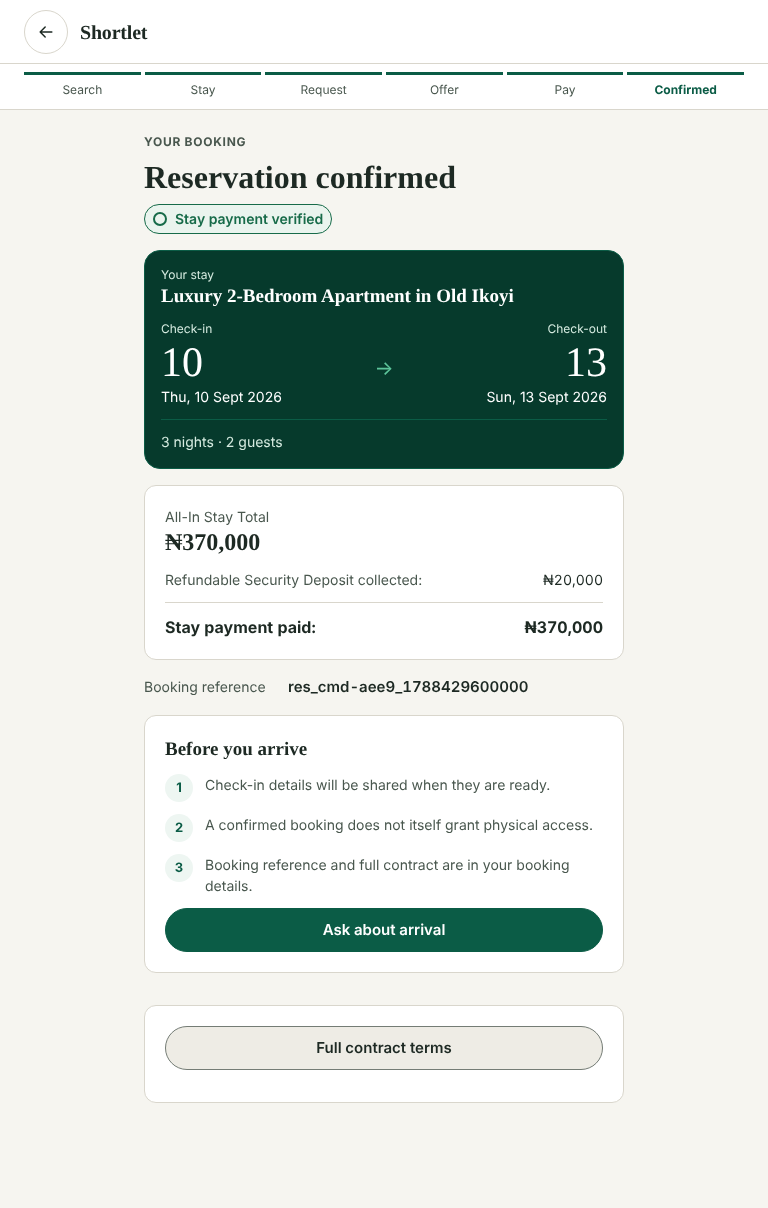 Shortlet
Search
Stay
Request
Offer
Pay
Confirmed
YOUR BOOKING
Reservation confirmed
Stay payment verified
Your stay
Luxury 2-Bedroom Apartment in Old Ikoyi
Check-in
Check-out
10
→
13
Thu, 10 Sept 2026
Sun, 13 Sept 2026
3 nights · 2 guests
All-In Stay Total
₦370,000
Refundable Security Deposit collected:
₦20,000
Stay payment paid:
₦370,000
Booking reference
res_cmd-aee9_1788429600000
Before you arrive
1
Check-in details will be shared when they are ready.
2
A confirmed booking does not itself grant physical access.
3
Booking reference and full contract are in your booking
details.
Ask about arrival
Full contract terms